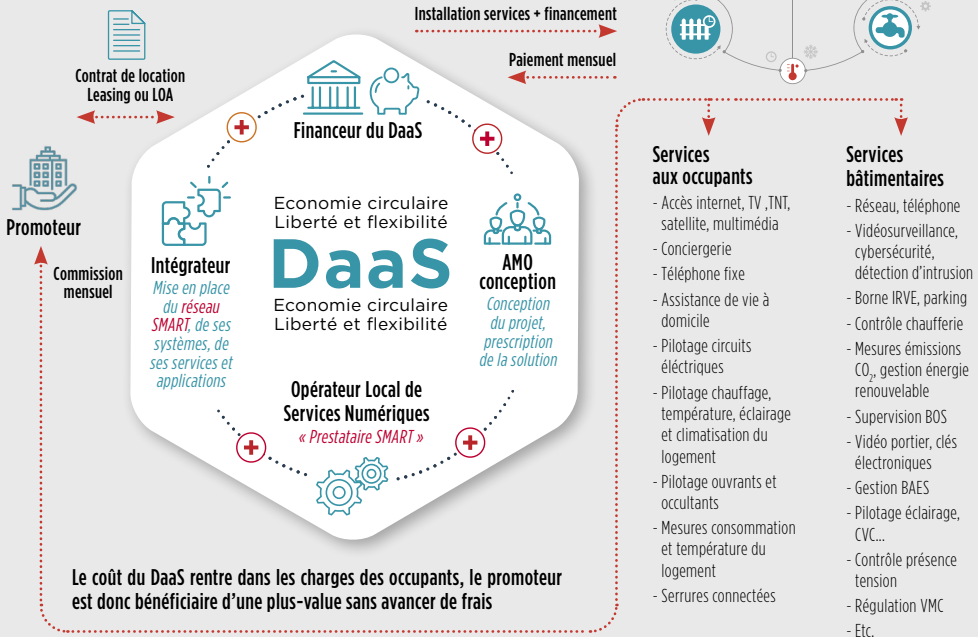 Installation services + financement
Paiement mensuel
Contrat de location
Leasing ou LOA
Promoteur
Commission
mensuel
Financeur du DaaS
Intégrateur
Mise en place
du réseau
SMART, de ses
systèmes, de
ses services et
applications
Economie circulaire
Liberté et flexibilité
DaaS
Economie circulaire
Liberté et flexibilité
AMO
conception
Conception
du projet,
prescription
de la solution
Opérateur Local de
Services Numériques
« Prestataire SMART »
Le coût du DaaS rentre dans les charges des occupants, le promoteur
est donc bénéficiaire d'une plus-value sans avancer de frais
Services
aux occupants
- Accès internet, TV ,TNT,
satellite, multimédia
- Conciergerie
- Téléphone fixe
- Assistance de vie à
domicile
- Pilotage circuits
éléctriques
- Pilotage chauffage,
température, éclairage
et climatisation du
logement
- Pilotage ouvrants et
occultants
- Mesures consommation
et température du
logement
- Serrures connectées
Services
bâtimentaires
- Réseau, téléphone
- Vidéosurveillance,
cybersécurité,
détection d'intrusion
- Borne IRVE, parking
- Contrôle chaufferie
- Mesures émissions
CO₂, gestion énergie
renouvelable
- Supervision BOS
- Vidéo portier, clés
électroniques
- Gestion BAES
- Pilotage éclairage,
CVC...
- Contrôle présence
tension
- Régulation VMC
- Etc.